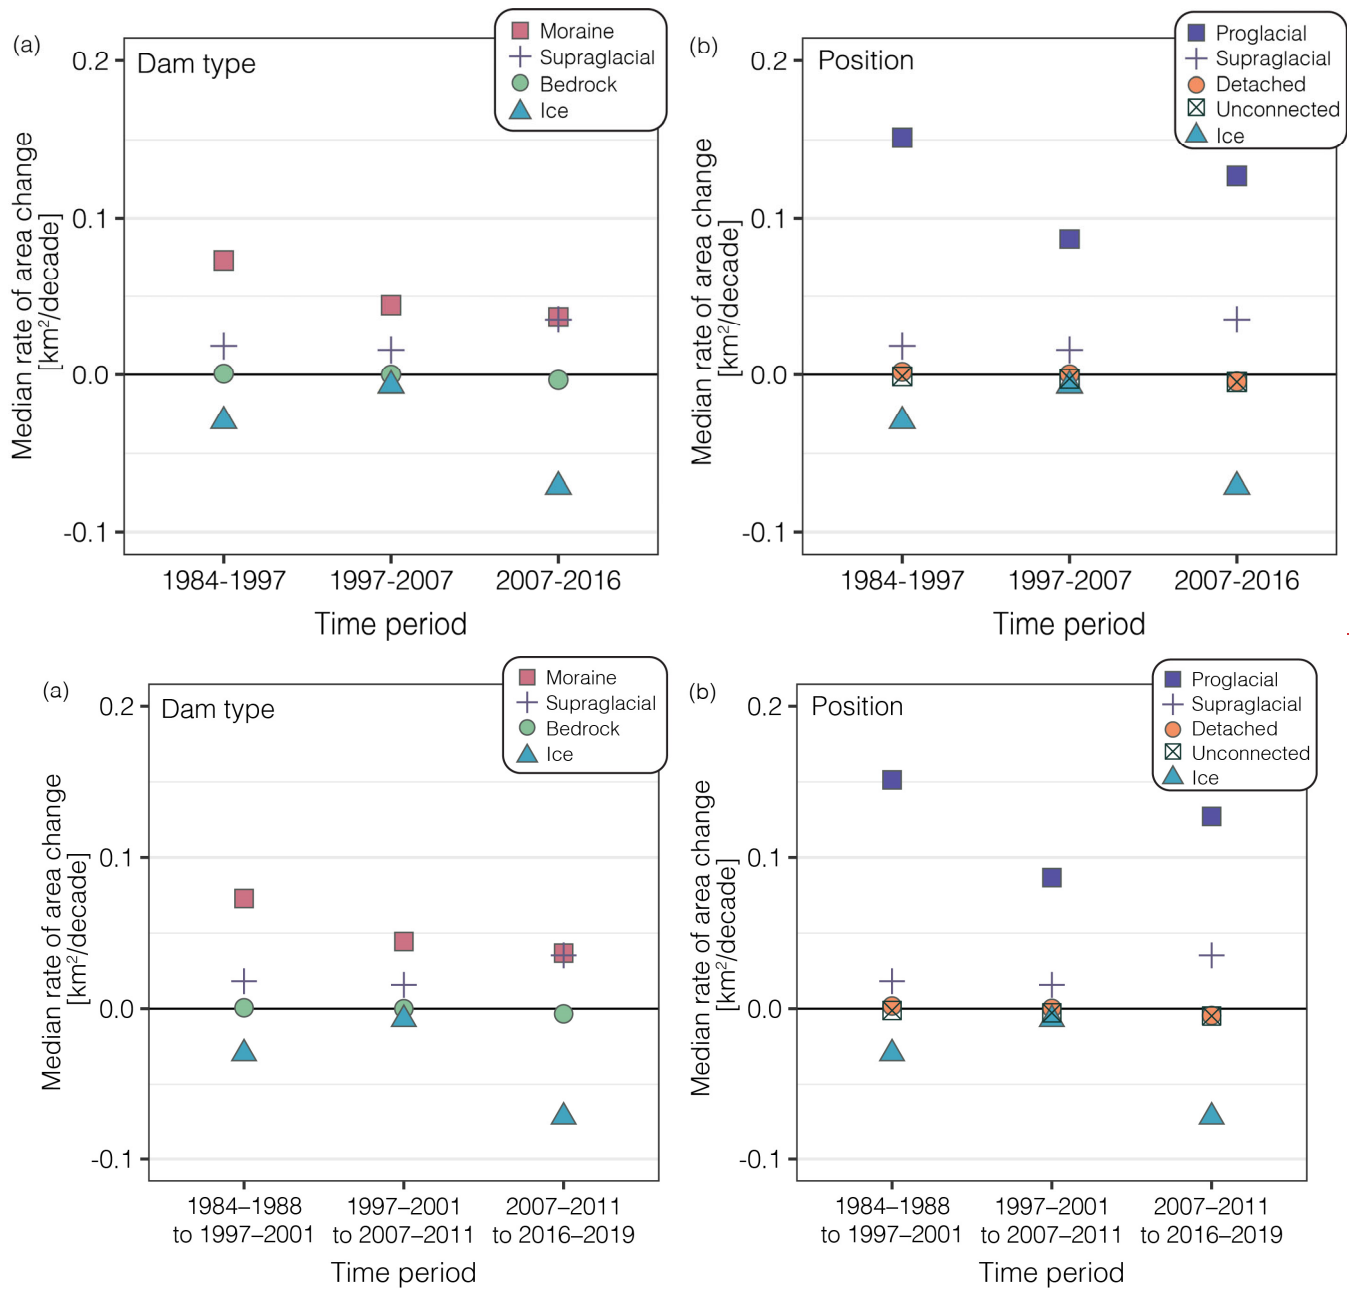 (a)
Dam type
Moraine
Supraglacial
Bedrock
Ice
Median rate of area change
[km²/decade]
0.2
0.1
0.0
-0.1
1984-1997
1997-2007
2007-2016
Time period
(b)
Position
Proglacial
Supraglacial
Detached
Unconnected
Ice
Median rate of area change
[km²/decade]
0.2
0.1
0.0
-0.1
1984-1997
1997-2007
2007-2016
Time period
(a)
Dam type
Moraine
Supraglacial
Bedrock
Ice
Median rate of area change
[km²/decade]
0.2
0.1
0.0
-0.1
1984–1988
to 1997–2001
1997–2001
to 2007–2011
2007–2011
to 2016–2019
Time period
(b)
Position
Proglacial
Supraglacial
Detached
Unconnected
Ice
Median rate of area change
[km²/decade]
0.2
0.1
0.0
-0.1
1984–1988
to 1997–2001
1997–2001
to 2007–2011
2007–2011
to 2016–2019
Time period